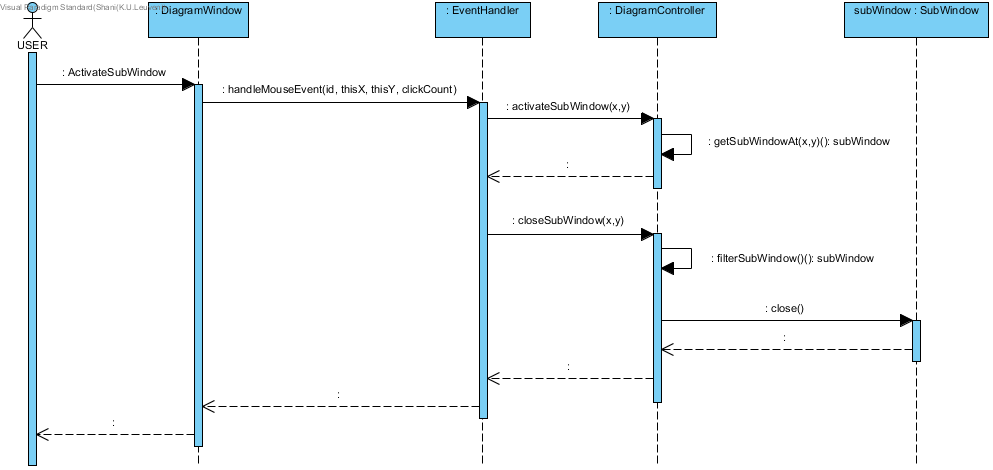 Visual Paradigm Standard(Shani(K.U.Leuven
: DiagramWindow
: EventHandler
: DiagramController
subWindow : SubWindow
USER
: ActivateSubWindow
: handleMouseEvent(id, thisX, thisY, clickCount)
: activateSubWindow(x,y)
: getSubWindowAt(x,y)(): subWindow
:
: closeSubWindow(x,y)
: filterSubWindow()(): subWindow
: close()
:
:
:
: